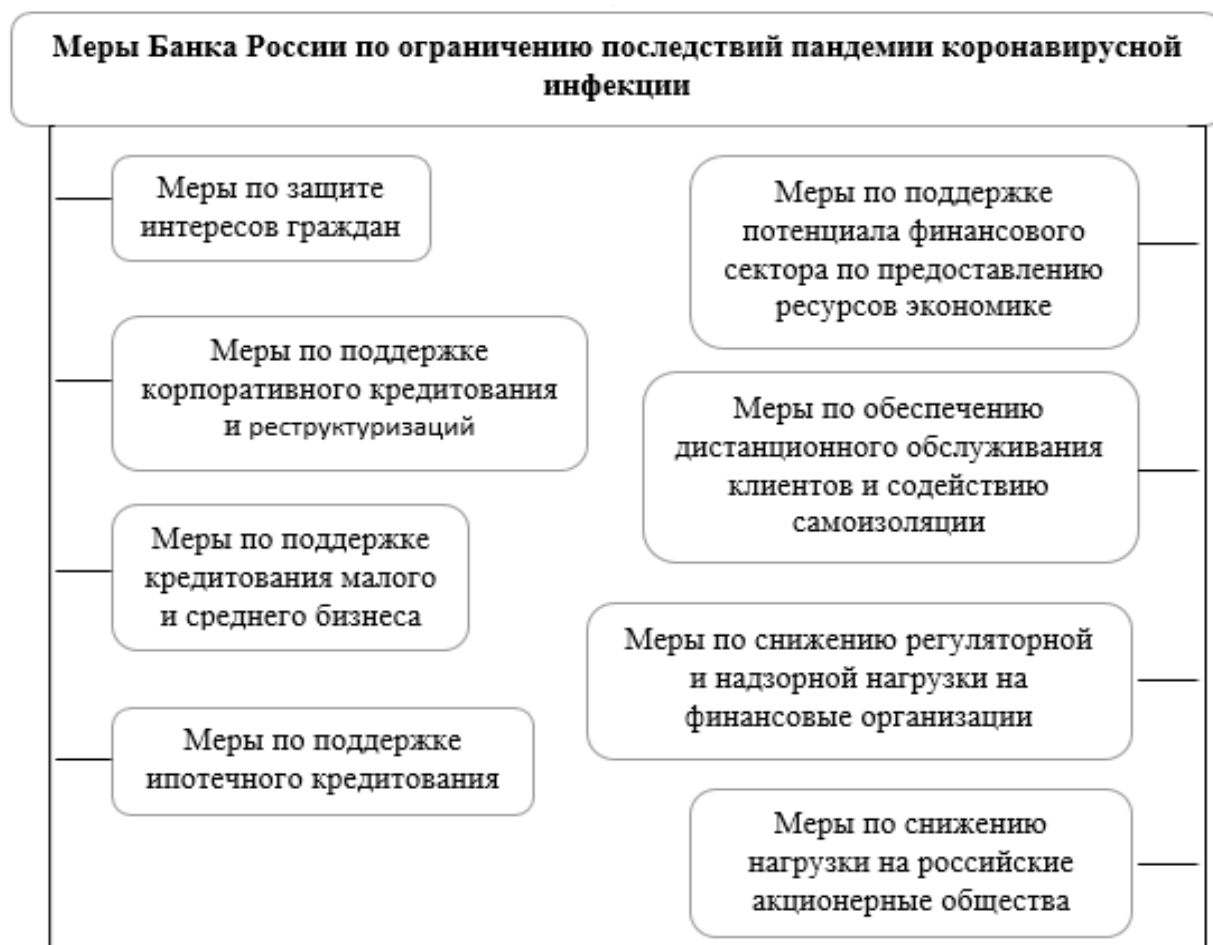 Меры Банка России по ограничению последствий пандемии коронавирусной
инфекции
Меры по защите
интересов граждан
Меры по поддержке
корпоративного кредитования
и реструктуризаций
Меры по поддержке
кредитования малого
и среднего бизнеса
Меры по поддержке
ипотечного кредитования
Меры по поддержке
потенциала финансового
сектора по предоставлению
ресурсов экономике
Меры по обеспечению
дистанционного обслуживания
клиентов и содействию
самоизоляции
Меры по снижению регуляторной
и надзорной нагрузки на
финансовые организации
Меры по снижению
нагрузки на российские
акционерные общества